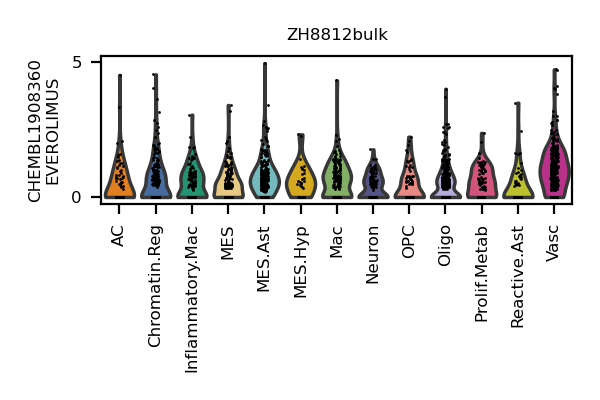 ZH8812bulk
CHEMBL1908360
EVEROLIMUS
5
0
AC
Chromatin.Reg
Inflammatory.Mac
MES
MES.Ast
MES.Hyp
Mac
Neuron
OPC
Oligo
Prolif.Metab
Reactive.Ast
Vasc